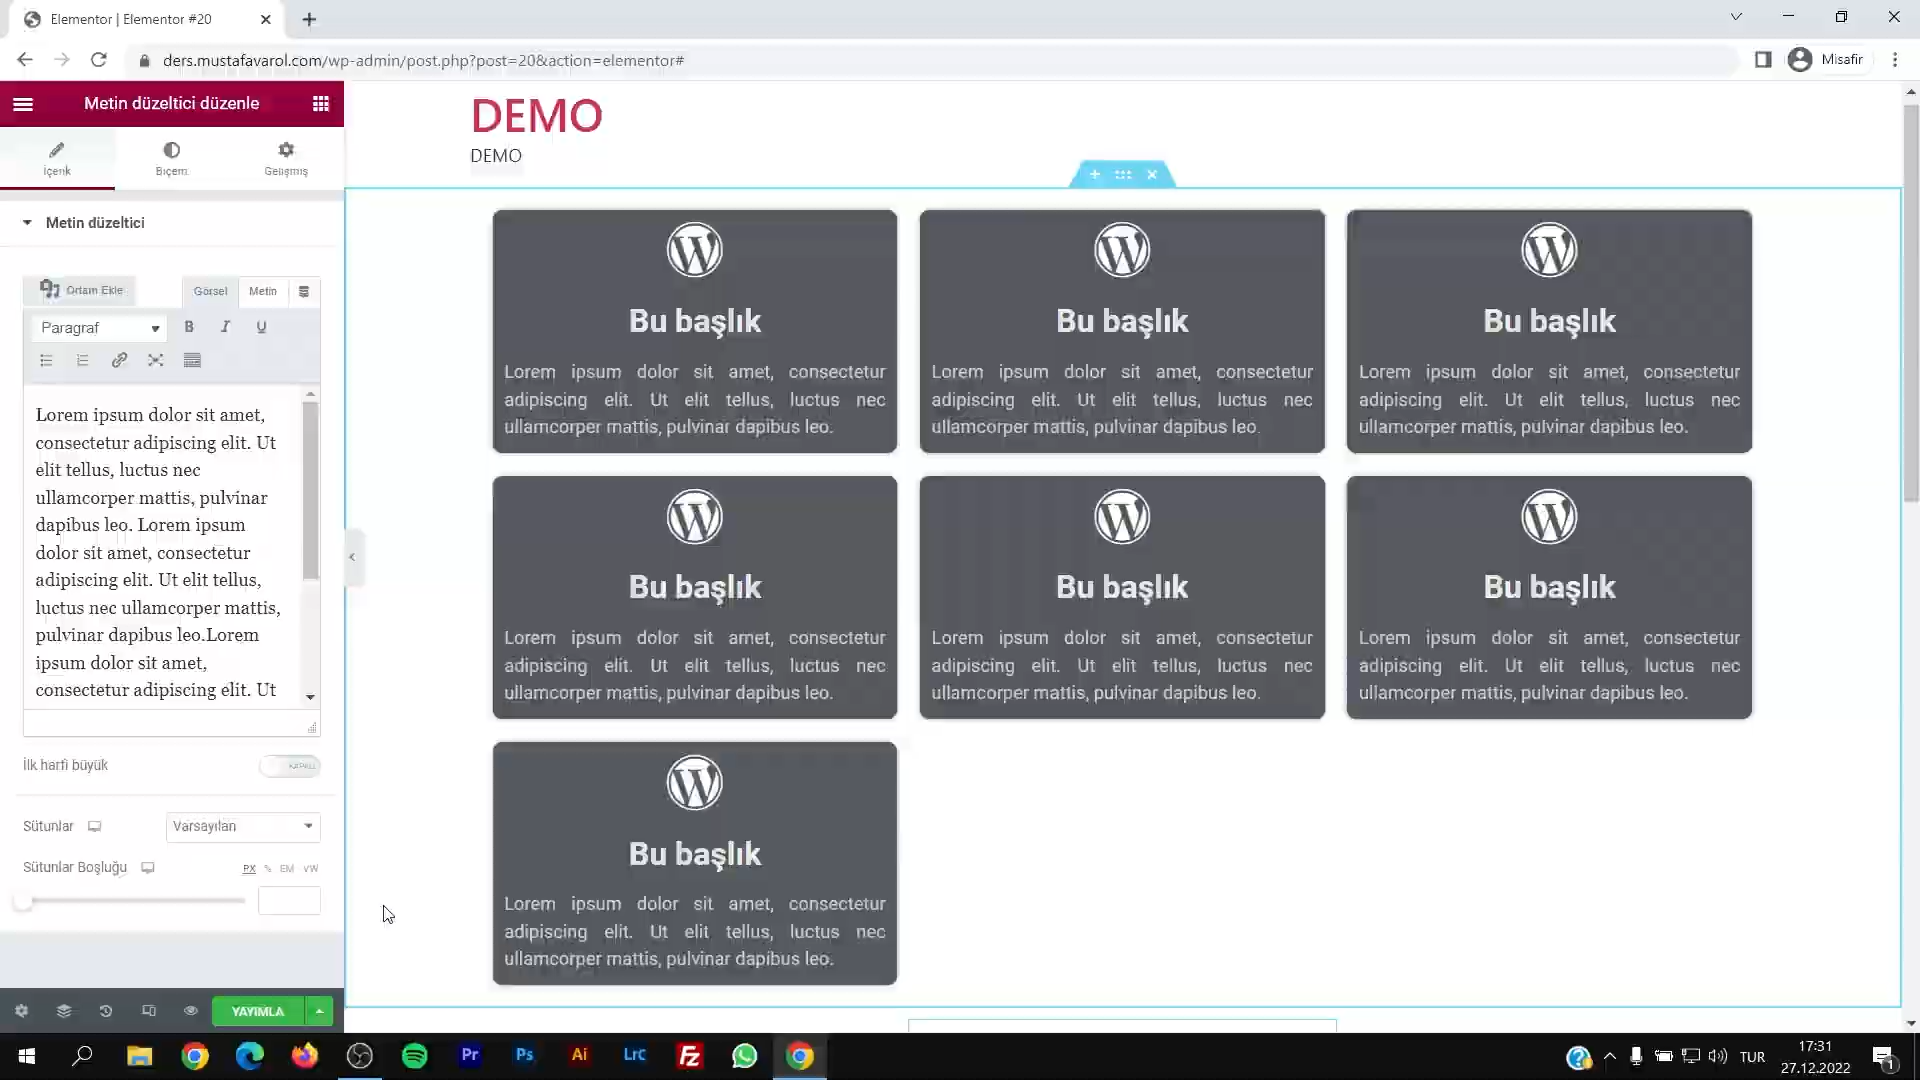 Elementor | Elementor #20
ders.mustafavarol.com/wp-admin/post.php?post=20&action=elementor#
Misafir
Metin düzeltici düzenle
İçerik
Biçem
Gelişmiş
Metin düzeltici
Ortam Ekle
Görsel
Metin
Paragraf
B I U
Lorem ipsum dolor sit amet,
consectetur adipiscing elit. Ut
elit tellus, luctus nec
ullamcorper mattis, pulvinar
dapibus leo. Lorem ipsum
dolor sit amet, consectetur
adipiscing elit. Ut elit tellus,
luctus nec ullamcorper mattis,
pulvinar dapibus leo.Lorem
ipsum dolor sit amet,
consectetur adipiscing elit. Ut
İlk harfi büyük
KAPALI
Sütunlar
Varsayılan
Sütunlar Boşluğu
PX % EM VW
YAYIMLA
DEMO
DEMO
Bu başlık
Lorem ipsum dolor sit amet, consectetur
adipiscing elit. Ut elit tellus, luctus nec
ullamcorper mattis, pulvinar dapibus leo.
Bu başlık
Lorem ipsum dolor sit amet, consectetur
adipiscing elit. Ut elit tellus, luctus nec
ullamcorper mattis, pulvinar dapibus leo.
Bu başlık
Lorem ipsum dolor sit amet, consectetur
adipiscing elit. Ut elit tellus, luctus nec
ullamcorper mattis, pulvinar dapibus leo.
Bu başlık
Lorem ipsum dolor sit amet, consectetur
adipiscing elit. Ut elit tellus, luctus nec
ullamcorper mattis, pulvinar dapibus leo.
Bu başlık
Lorem ipsum dolor sit amet, consectetur
adipiscing elit. Ut elit tellus, luctus nec
ullamcorper mattis, pulvinar dapibus leo.
Bu başlık
Lorem ipsum dolor sit amet, consectetur
adipiscing elit. Ut elit tellus, luctus nec
ullamcorper mattis, pulvinar dapibus leo.
Bu başlık
Lorem ipsum dolor sit amet, consectetur
adipiscing elit. Ut elit tellus, luctus nec
ullamcorper mattis, pulvinar dapibus leo.
Pr
Ps
Ai
LrC
FZ
TUR
17:31
27.12.2022
1